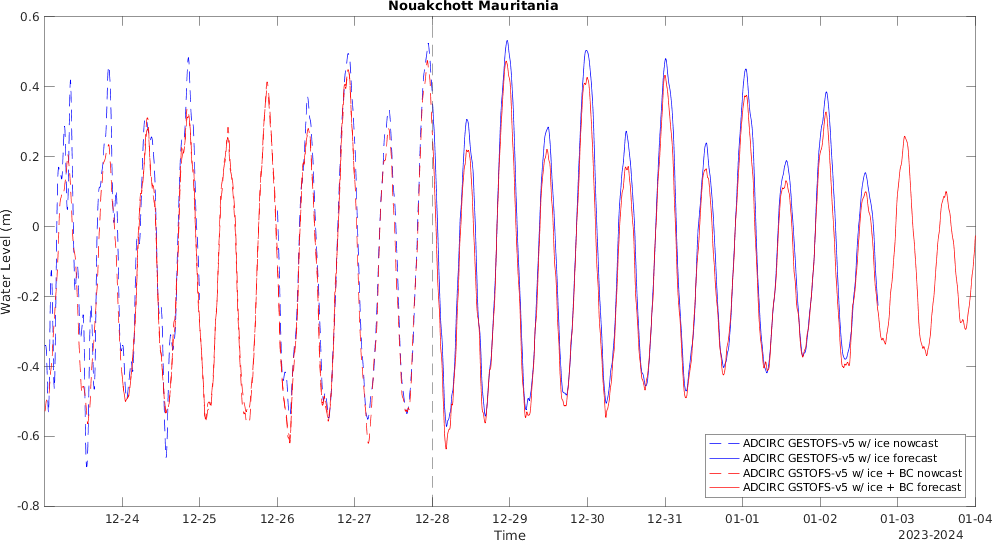 Nouakchott Mauritania
0.6
0.4
0.2
0
-0.2
-0.4
-0.6
-0.8
Water Level (m)
12-24 12-25 12-26 12-27 12-28 12-29 12-30 12-31 01-01 01-02 01-03 01-04
Time
2023-2024
ADCIRC GESTOFS-v5 w/ ice nowcast
ADCIRC GESTOFS-v5 w/ ice forecast
ADCIRC GSTOFS-v5 w/ ice + BC nowcast
ADCIRC GSTOFS-v5 w/ ice + BC forecast